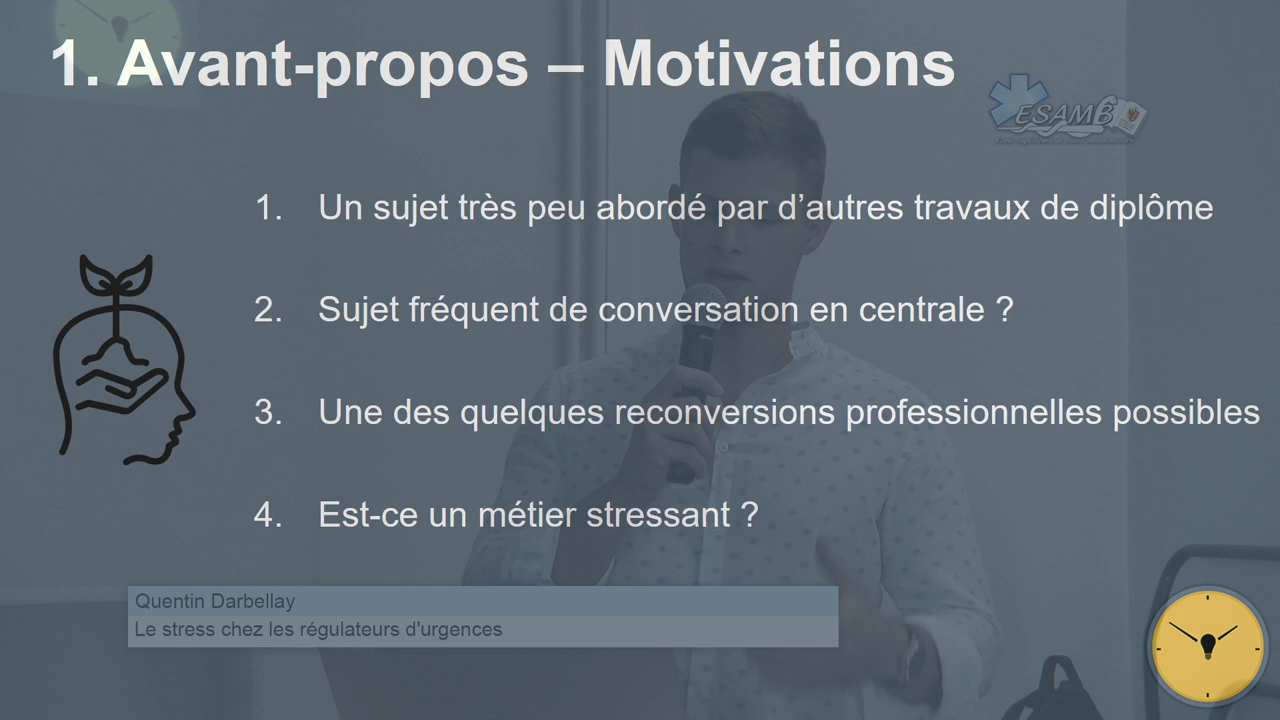 1. Avant-propos – Motivations
ESAMB
1. Un sujet très peu abordé par d’autres travaux de diplôme
2. Sujet fréquent de conversation en centrale ?
3. Une des quelques reconversions professionnelles possibles
4. Est-ce un métier stressant ?
Quentin Darbellay
Le stress chez les régulateurs d'urgences